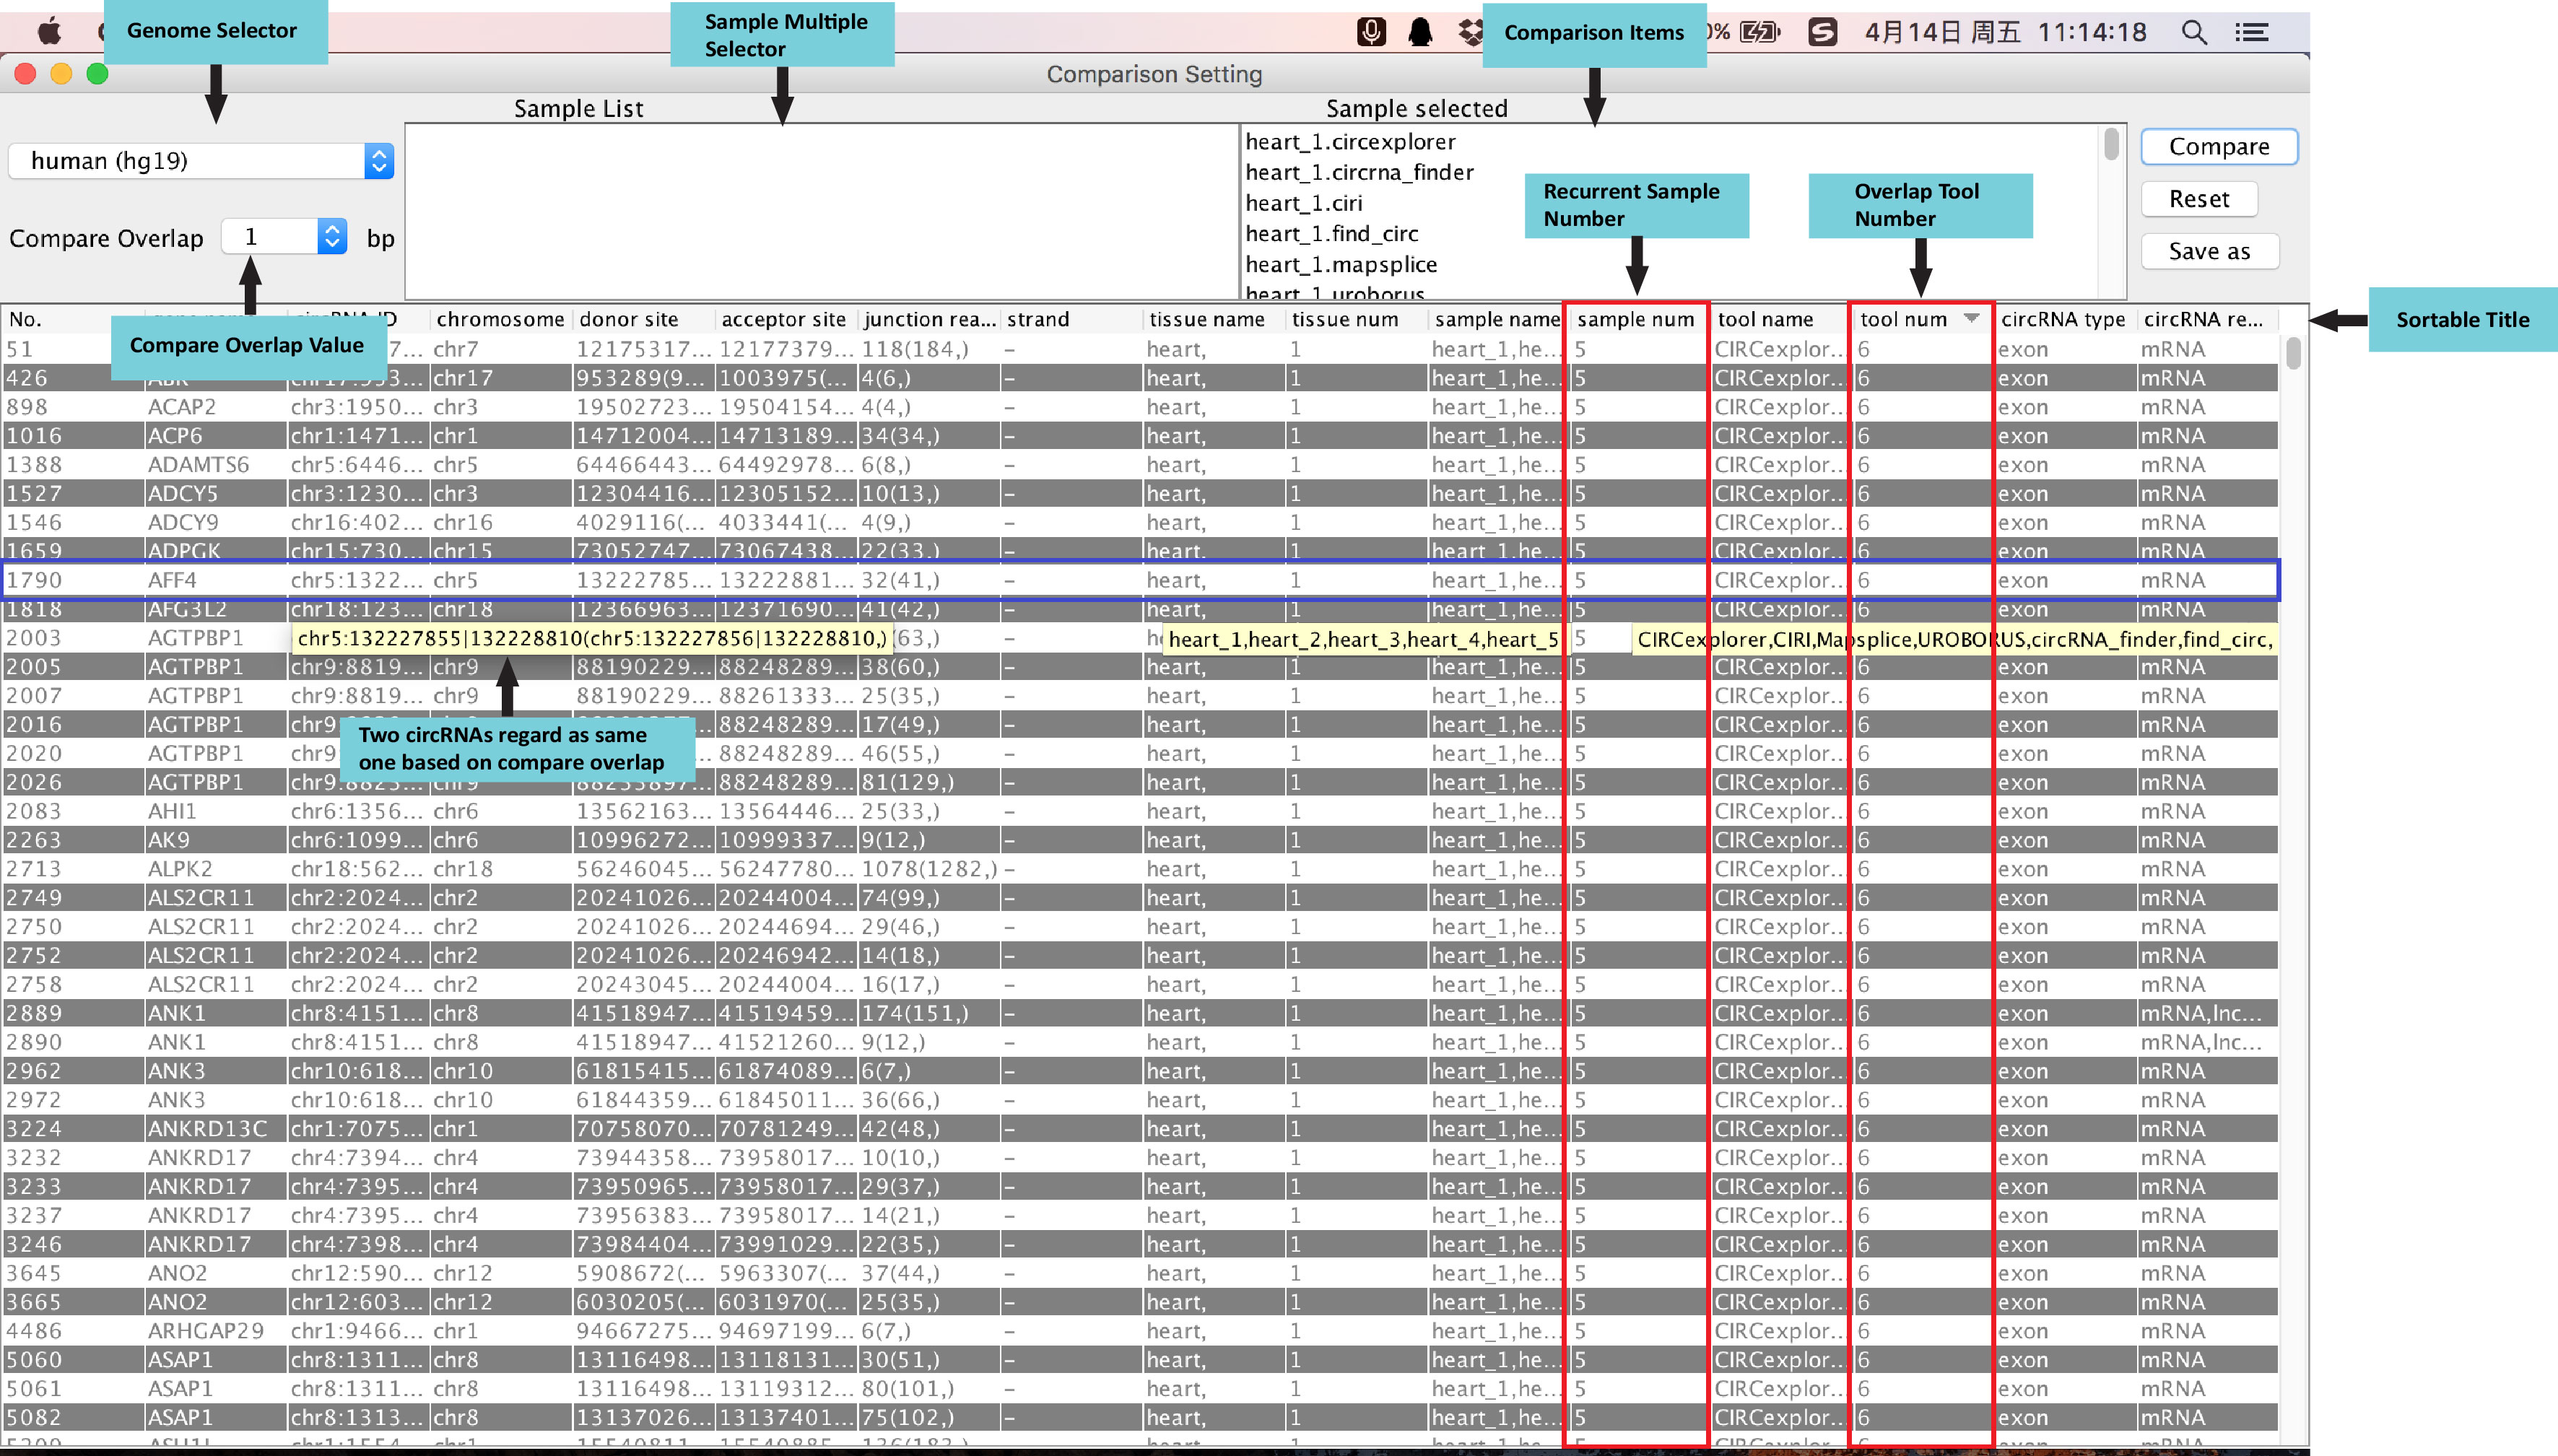 Genome Selector
Sample Multiple
Selector
Comparison Items
0%
4月14日 周五 11:14:18
Comparison Setting
Sample List
Sample selected
human (hg19)
Compare Overlap 1 bp
heart_1.circexplorer
heart_1.circrna_finder
heart_1.ciri
heart_1.find_circ
heart_1.mapsplice
heart_1.uroborus
Compare
Reset
Save as
Recurrent Sample
Number
Overlap Tool
Number
Sortable Title
Compare Overlap Value
No. chromosome donor site acceptor site junction rea... strand tissue name tissue num sample name sample num tool name tool num circRNA type circRNA re...
51 7... chr7 12175317... 12177379... 118(184,) – heart, 1 heart_1,he... 5 CIRCexplor... 6 exon mRNA
426 ABR chr17:953... chr17 953289(9... 1003975(... 4(6,) – heart, 1 heart_1,he... 5 CIRCexplor... 6 exon mRNA
898 ACAP2 chr3:1950... chr3 19502723... 19504154... 4(4,) – heart, 1 heart_1,he... 5 CIRCexplor... 6 exon mRNA
1016 ACP6 chr1:1471... chr1 14712004... 14713189... 34(34,) – heart, 1 heart_1,he... 5 CIRCexplor... 6 exon mRNA
1388 ADAMTS6 chr5:6446... chr5 64466443... 64492978... 6(8,) – heart, 1 heart_1,he... 5 CIRCexplor... 6 exon mRNA
1527 ADCY5 chr3:1230... chr3 12304416... 12305152... 10(13,) – heart, 1 heart_1,he... 5 CIRCexplor... 6 exon mRNA
1546 ADCY9 chr16:402... chr16 4029116(... 4033441(... 4(9,) – heart, 1 heart_1,he... 5 CIRCexplor... 6 exon mRNA
1659 ADPGK chr15:730... chr15 73052747... 73067438... 22(33,) – heart, 1 heart_1,he... 5 CIRCexplor... 6 exon mRNA
1790 AFF4 chr5:1322... chr5 13222785... 13222881... 32(41,) – heart, 1 heart_1,he... 5 CIRCexplor... 6 exon mRNA
1818 AFG3L2 chr18:123... chr18 12366963... 12371690... 41(42,) – heart, 1 heart_1,he... 5 CIRCexplor... 6 exon mRNA
2003 AGTPBP1 chr5:132227855|132228810(chr5:132227856|132228810,) (63,) – heart_1,heart_2,heart_3,heart_4,heart_5 5 CIRCexplorer,CIRI,Mapsplice,UROBORUS,circRNA_finder,find_circ,
2005 AGTPBP1 chr9:8819... chr9 88190229... 88248289... 38(60,) – heart, 1 heart_1,he... 5 CIRCexplor... 6 exon mRNA
2007 AGTPBP1 chr9:8819... chr9 88190229... 88261333... 25(35,) – heart, 1 heart_1,he... 5 CIRCexplor... 6 exon mRNA
2016 AGTPBP1 chr9 88248289... 17(49,) – heart, 1 heart_1,he... 5 CIRCexplor... 6 exon mRNA
2020 AGTPBP1 chr9 88248289... 46(55,) – heart, 1 heart_1,he... 5 CIRCexplor... 6 exon mRNA
Two circRNAs regard as same
one based on compare overlap
2026 AGTPBP1 chr9:8825... chr9 88253897... 88248289... 81(129,) – heart, 1 heart_1,he... 5 CIRCexplor... 6 exon mRNA
2083 AHI1 chr6:1356... chr6 13562163... 13564446... 25(33,) – heart, 1 heart_1,he... 5 CIRCexplor... 6 exon mRNA
2263 AK9 chr6:1099... chr6 10996272... 10999337... 9(12,) – heart, 1 heart_1,he... 5 CIRCexplor... 6 exon mRNA
2713 ALPK2 chr18:562... chr18 56246045... 56247780... 1078(1282,) – heart, 1 heart_1,he... 5 CIRCexplor... 6 exon mRNA
2749 ALS2CR11 chr2:2024... chr2 20241026... 20244004... 74(99,) – heart, 1 heart_1,he... 5 CIRCexplor... 6 exon mRNA
2750 ALS2CR11 chr2:2024... chr2 20241026... 20244694... 29(46,) – heart, 1 heart_1,he... 5 CIRCexplor... 6 exon mRNA
2752 ALS2CR11 chr2:2024... chr2 20241026... 20246942... 14(18,) – heart, 1 heart_1,he... 5 CIRCexplor... 6 exon mRNA
2758 ALS2CR11 chr2:2024... chr2 20243045... 20244004... 16(17,) – heart, 1 heart_1,he... 5 CIRCexplor... 6 exon mRNA
2889 ANK1 chr8:4151... chr8 41518947... 41519459... 174(151,) – heart, 1 heart_1,he... 5 CIRCexplor... 6 exon mRNA,lnc...
2890 ANK1 chr8:4151... chr8 41518947... 41521260... 9(12,) – heart, 1 heart_1,he... 5 CIRCexplor... 6 exon mRNA,lnc...
2962 ANK3 chr10:618... chr10 61815415... 61874089... 6(7,) – heart, 1 heart_1,he... 5 CIRCexplor... 6 exon mRNA
2972 ANK3 chr10:618... chr10 61844359... 61845011... 36(66,) – heart, 1 heart_1,he... 5 CIRCexplor... 6 exon mRNA
3224 ANKRD13C chr1:7075... chr1 70758070... 70781249... 42(48,) – heart, 1 heart_1,he... 5 CIRCexplor... 6 exon mRNA
3232 ANKRD17 chr4:7394... chr4 73944358... 73958017... 10(10,) – heart, 1 heart_1,he... 5 CIRCexplor... 6 exon mRNA
3233 ANKRD17 chr4:7395... chr4 73950965... 73958017... 29(37,) – heart, 1 heart_1,he... 5 CIRCexplor... 6 exon mRNA
3237 ANKRD17 chr4:7395... chr4 73956383... 73958017... 14(21,) – heart, 1 heart_1,he... 5 CIRCexplor... 6 exon mRNA
3246 ANKRD17 chr4:7398... chr4 73984404... 73991029... 22(35,) – heart, 1 heart_1,he... 5 CIRCexplor... 6 exon mRNA
3645 ANO2 chr12:590... chr12 5908672(... 5963307(... 37(44,) – heart, 1 heart_1,he... 5 CIRCexplor... 6 exon mRNA
3665 ANO2 chr12:603... chr12 6030205(... 6031970(... 25(35,) – heart, 1 heart_1,he... 5 CIRCexplor... 6 exon mRNA
4486 ARHGAP29 chr1:9466... chr1 94667275... 94697199... 6(7,) – heart, 1 heart_1,he... 5 CIRCexplor... 6 exon mRNA
5060 ASAP1 chr8:1311... chr8 13116498... 13118131... 30(51,) – heart, 1 heart_1,he... 5 CIRCexplor... 6 exon mRNA
5061 ASAP1 chr8:1311... chr8 13116498... 13119312... 80(101,) – heart, 1 heart_1,he... 5 CIRCexplor... 6 exon mRNA
5082 ASAP1 chr8:1313... chr8 13137026... 13137401... 75(102,) – heart, 1 heart_1,he... 5 CIRCexplor... 6 exon mRNA